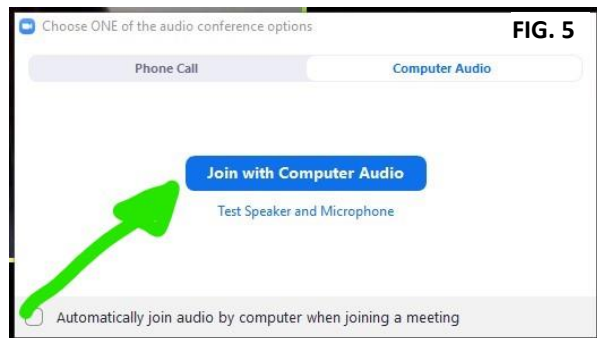 Choose ONE of the audio conference options
FIG. 5
Phone Call
Computer Audio
Join with Computer Audio
Test Speaker and Microphone
Automatically join audio by computer when joining a meeting